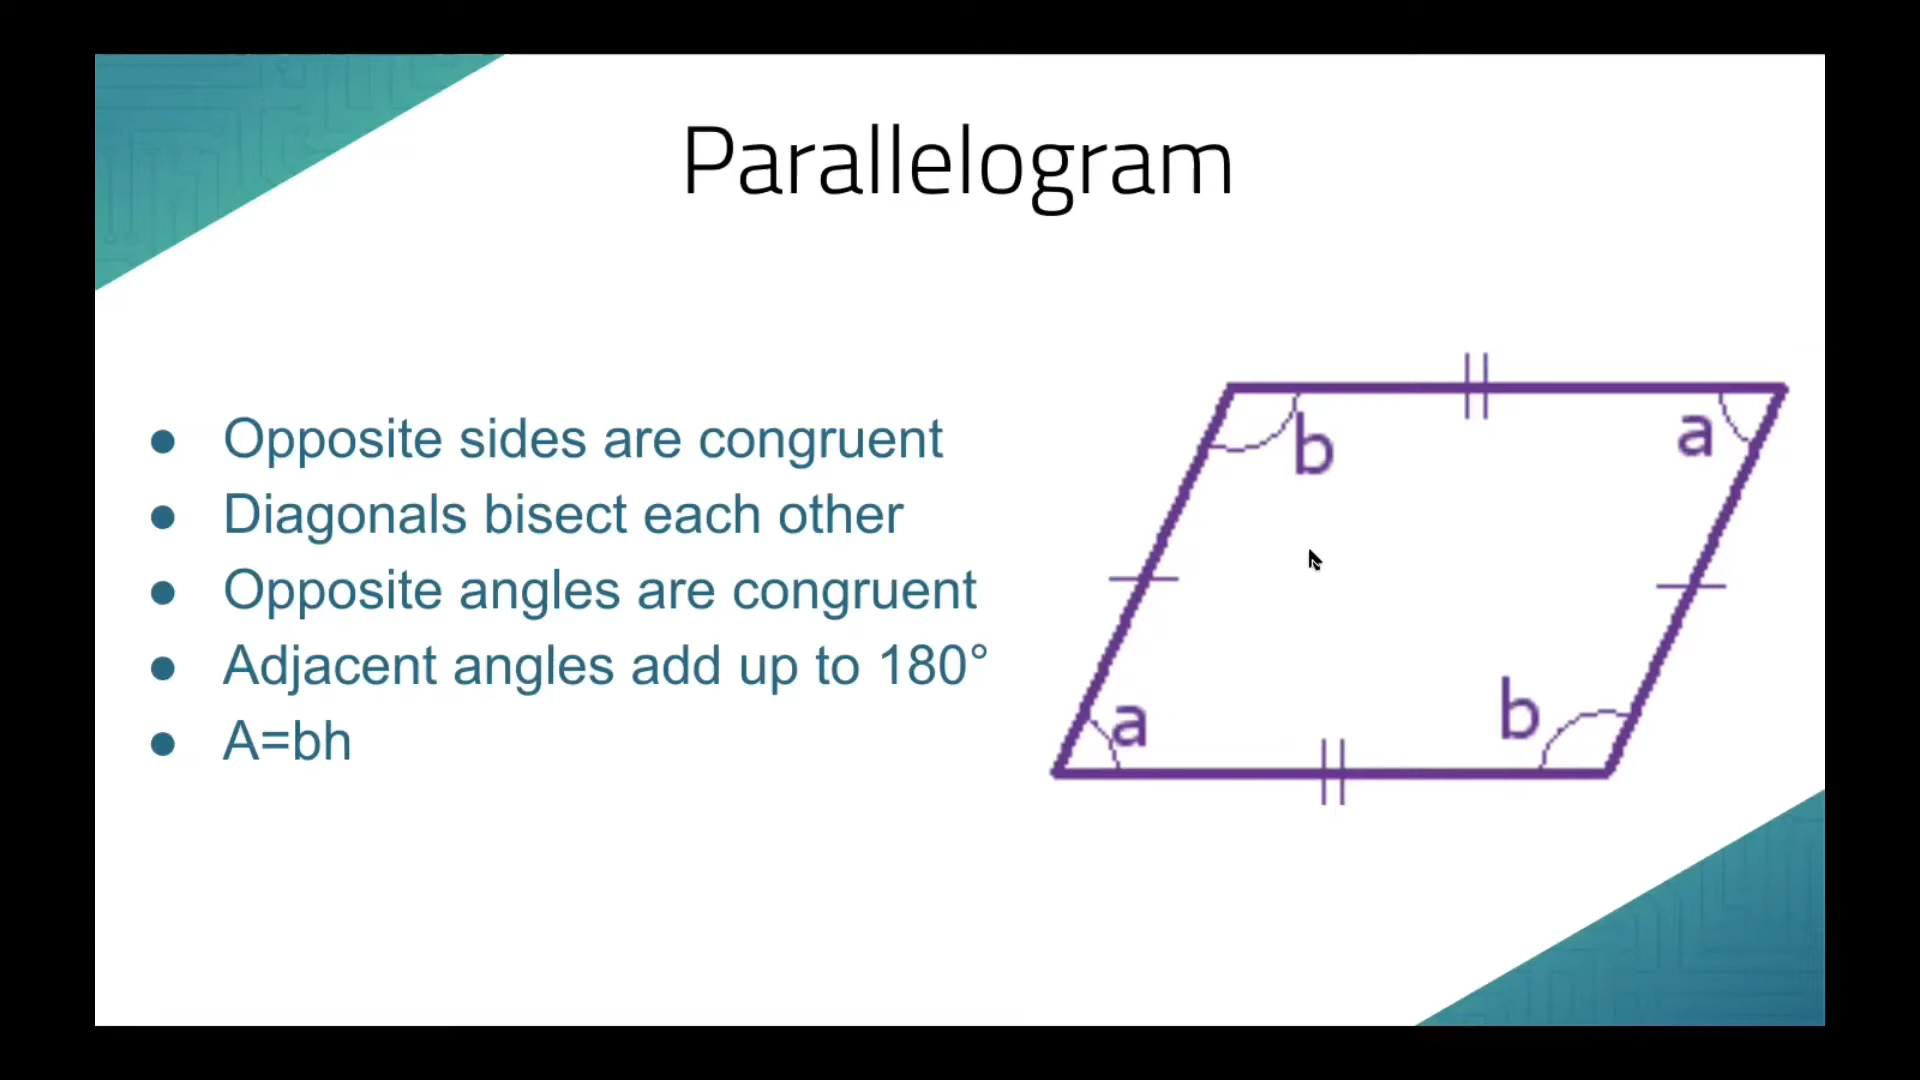 Parallelogram
● Opposite sides are congruent
● Diagonals bisect each other
● Opposite angles are congruent
● Adjacent angles add up to 180°
● A=bh
b
a
a
b